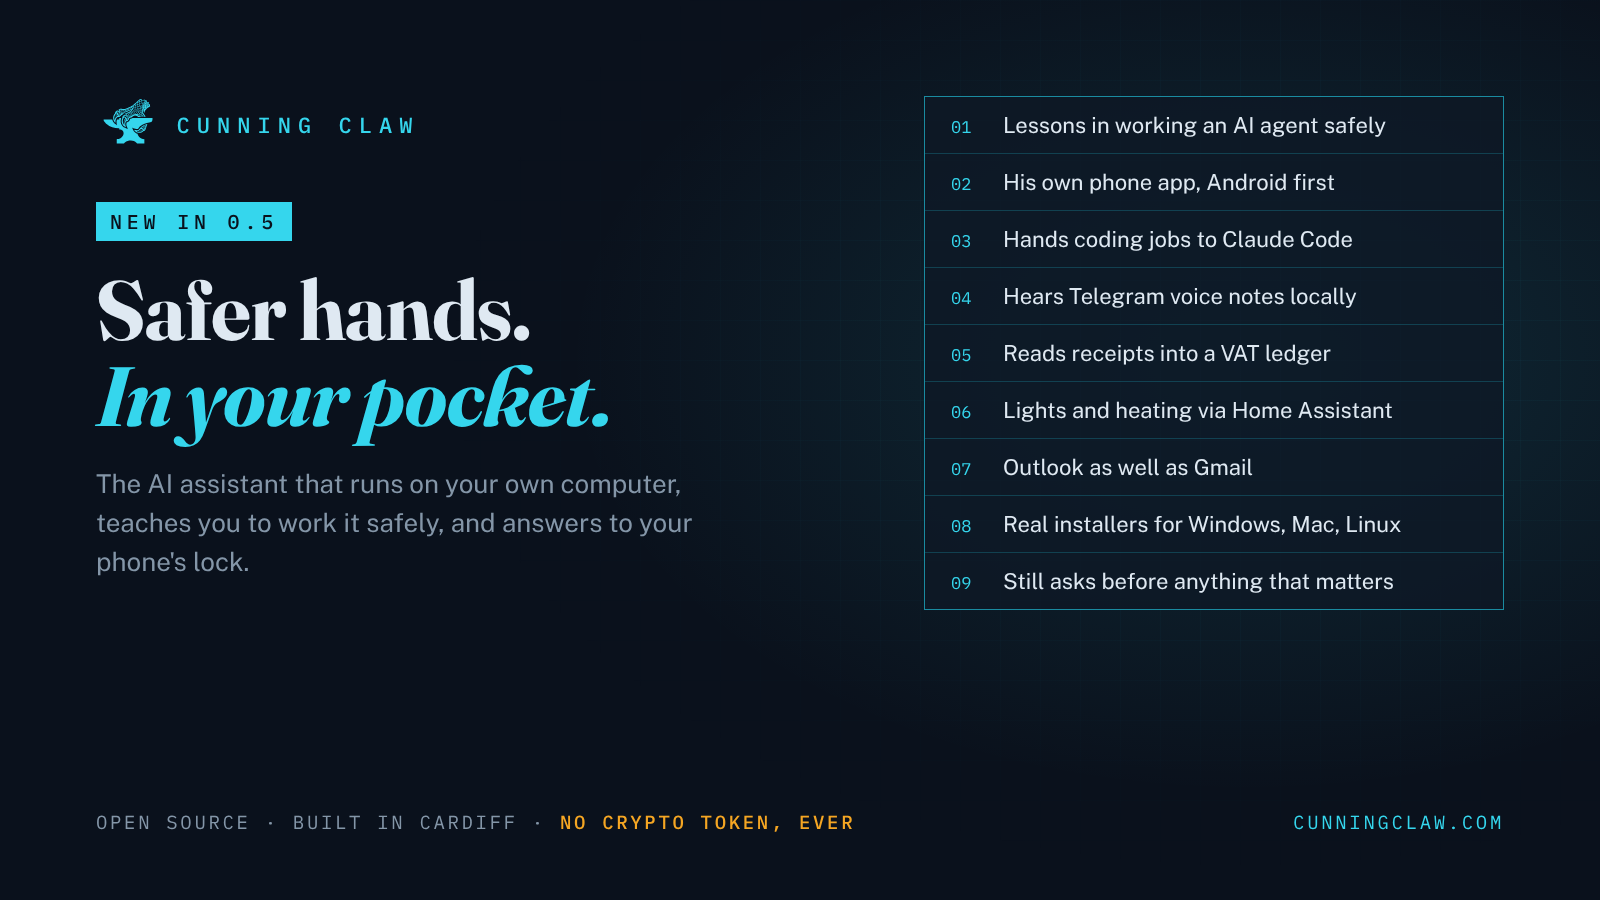 CUNNING CLAW
NEW IN 0.5
Safer hands.
In your pocket.
The AI assistant that runs on your own computer,
teaches you to work it safely, and answers to your
phone's lock.
01 Lessons in working an AI agent safely
02 His own phone app, Android first
03 Hands coding jobs to Claude Code
04 Hears Telegram voice notes locally
05 Reads receipts into a VAT ledger
06 Lights and heating via Home Assistant
07 Outlook as well as Gmail
08 Real installers for Windows, Mac, Linux
09 Still asks before anything that matters
OPEN SOURCE · BUILT IN CARDIFF · NO CRYPTO TOKEN, EVER
CUNNINGCLAW.COM